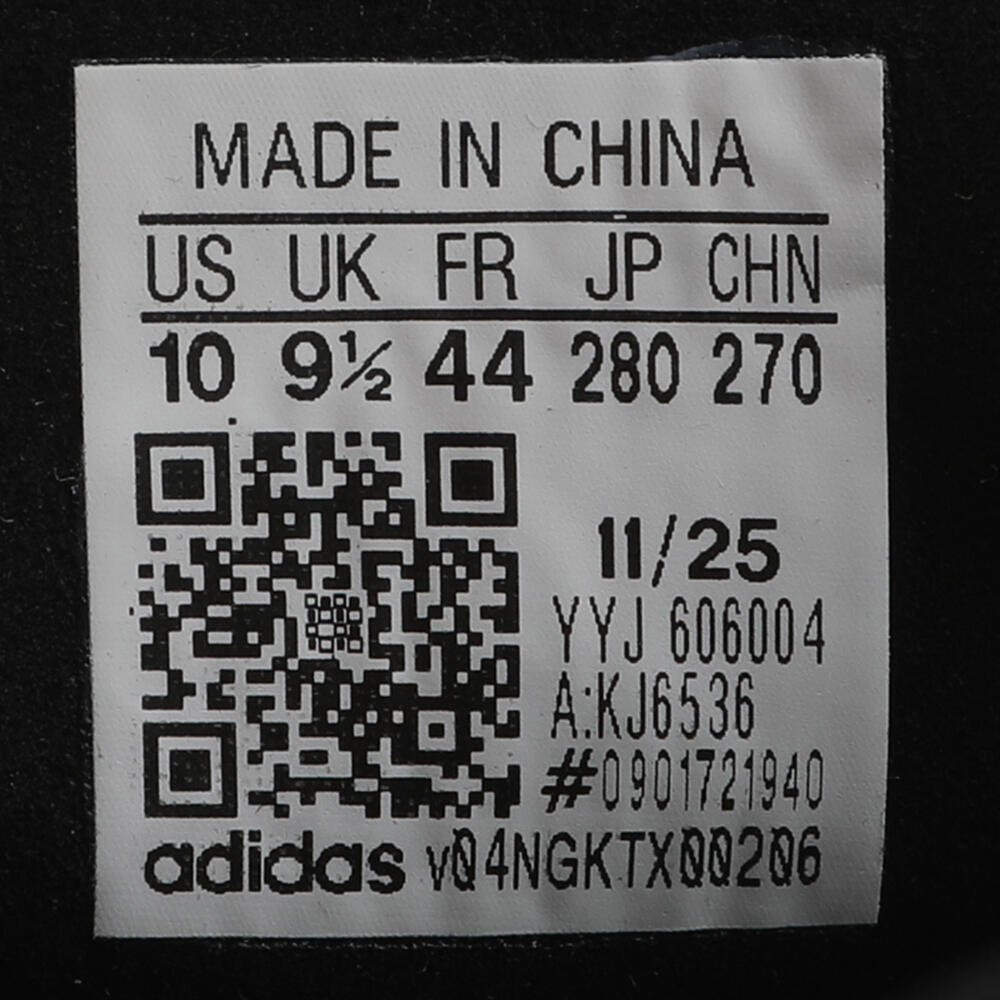 MADE IN CHINA
US UK FR JP CHN
10 9½ 44 280 270
11/25
YYJ 606004
A:KJ6536
#0901721940
adidas v04NGKTX00206